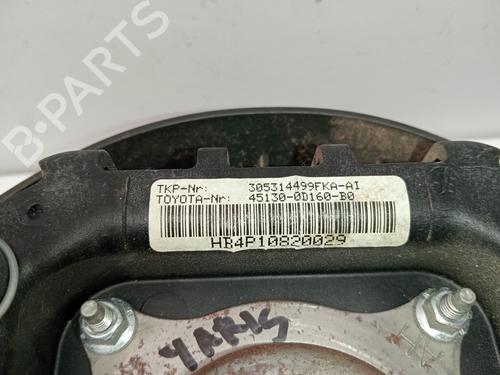 B-PARTS
TKP-Nr: 305314499FKA-AI
TOYOTA-Nr: 45130-0D160-B0
HB4P10820029
YARIS